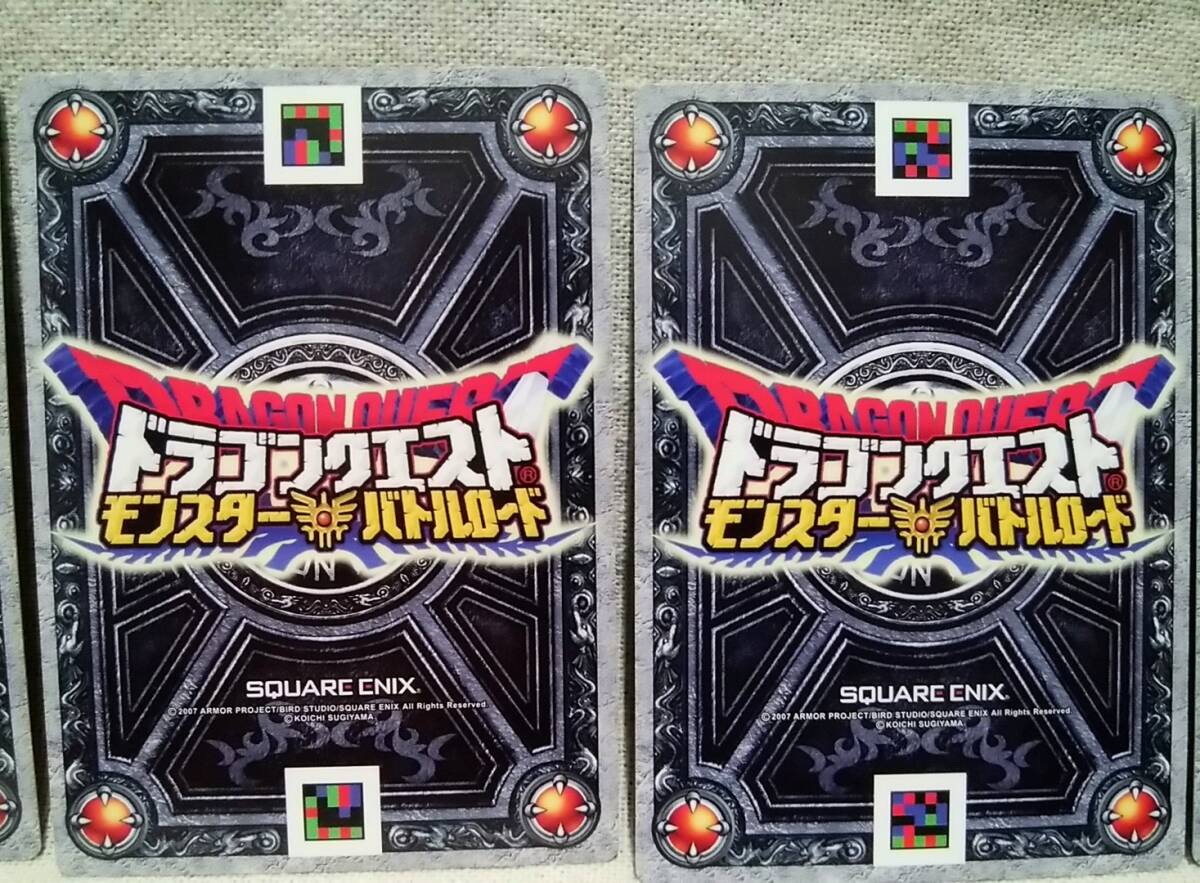 DRAGON QUEST
ドラゴンクエスト®
モンスター バトルロード
SQUARE ENIX.
© 2007 ARMOR PROJECT/BIRD STUDIO/SQUARE ENIX All Rights Reserved.
© KOICHI SUGIYAMA
DRAGON QUEST
ドラゴンクエスト®
モンスター バトルロード
SQUARE ENIX.
© 2007 ARMOR PROJECT/BIRD STUDIO/SQUARE ENIX All Rights Reserved.
© KOICHI SUGIYAMA